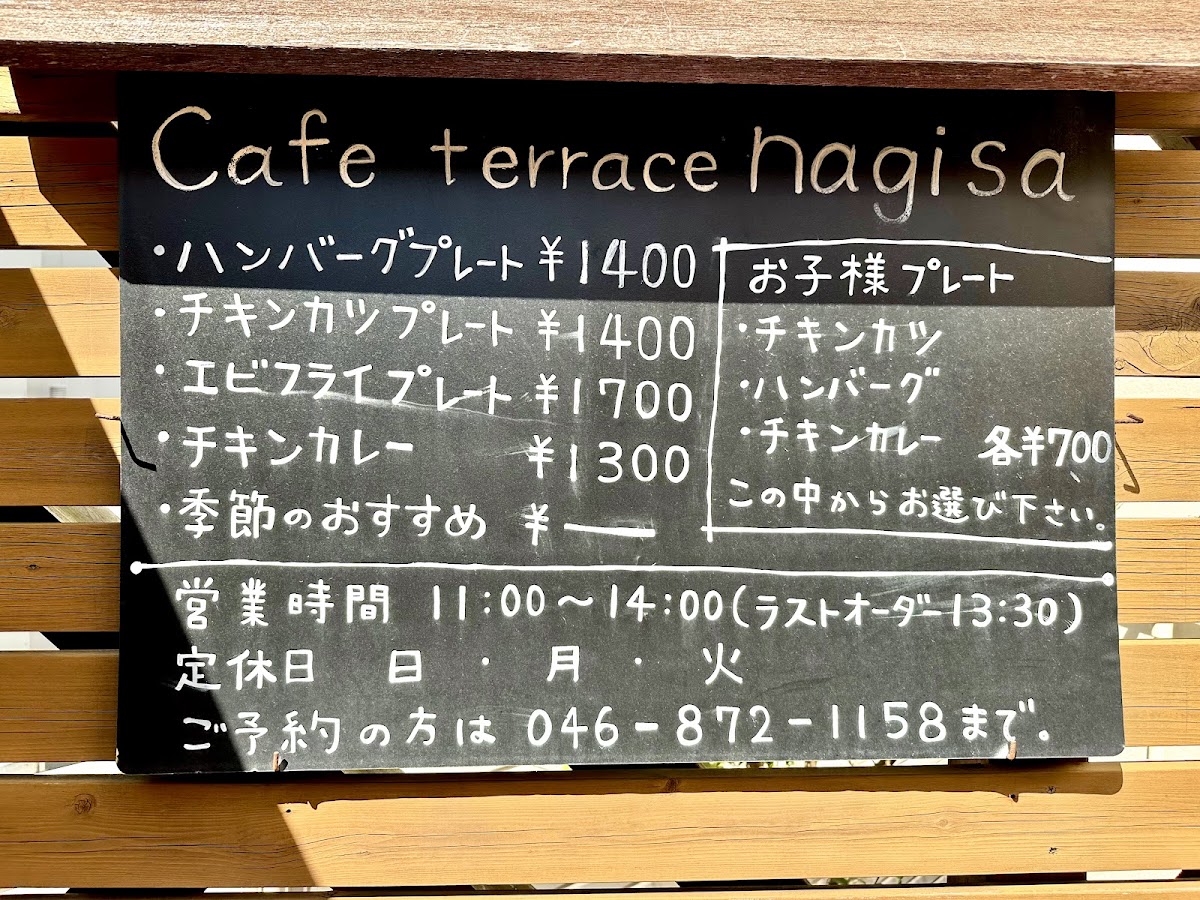 Cafe terrace nagisa
・ハンバーグプレート ¥1400
・チキンカツプレート ¥1400
・エビフライプレート ¥1700
・チキンカレー ¥1300
・季節のおすすめ ¥ー
お子様プレート
・チキンカツ
・ハンバーグ
・チキンカレー 各¥700
この中からお選び下さい。
営業時間 11:00〜14:00(ラストオーダー13:30)
定休日 日・月・火
ご予約の方は 046-872-1158まで。